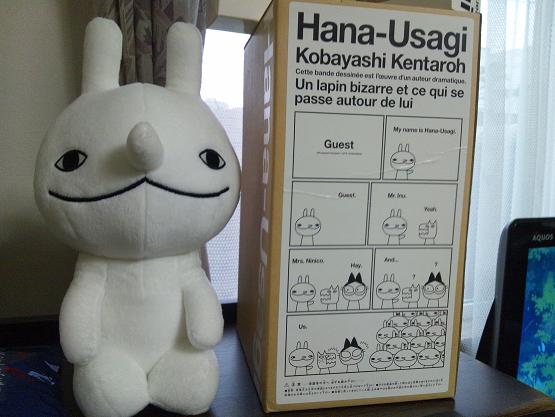 Hana-Usagi
Kobayashi Kentaroh
Cette bande dessinée est l'œuvre d'un auteur dramatique.
Un lapin bizarre et ce qui se
passe autour de lui
Guest
My name is Hana-Usagi.
Guest.
Mr. Inu.
Yeah.
Mrs. Ninico.
Hey.
And...
?
?
Us.
AQUOS